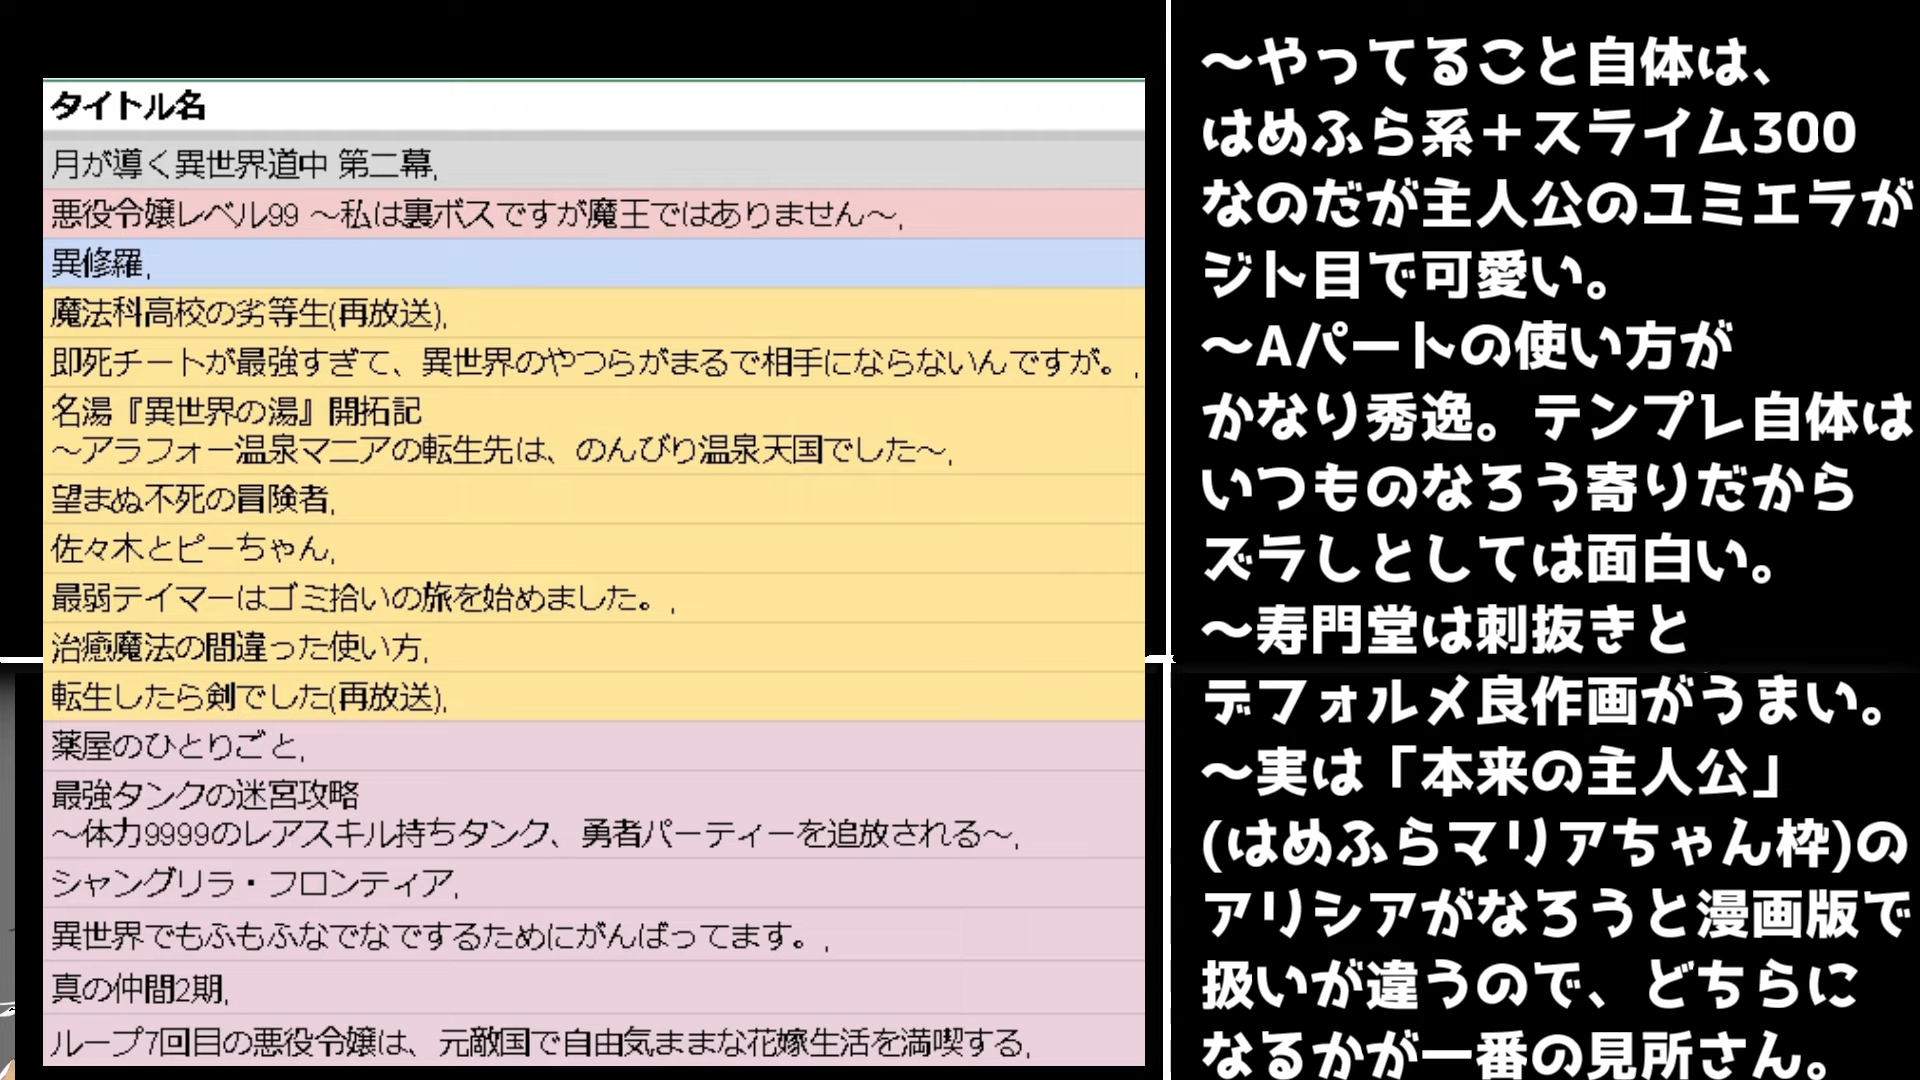 タイトル名
月が導く異世界道中 第二幕,
悪役令嬢レベル99 ～私は裏ボスですが魔王ではありません～,
異修羅,
魔法科高校の劣等生(再放送),
即死チートが最強すぎて、異世界のやつらがまるで相手にならないんですが。,
名湯『異世界の湯』開拓記
～アラフォー温泉マニアの転生先は、のんびり温泉天国でした～,
望まぬ不死の冒険者,
佐々木とピーちゃん,
最弱テイマーはゴミ拾いの旅を始めました。,
治癒魔法の間違った使い方,
転生したら剣でした(再放送),
薬屋のひとりごと,
最強タンクの迷宮攻略
～体力9999のレアスキル持ちタンク、勇者パーティーを追放される～,
シャングリラ・フロンティア,
異世界でもふもふなでなでするためにがんばってます。,
真の仲間2期,
ループ7回目の悪役令嬢は、元敵国で自由気ままな花嫁生活を満喫する,
～やってること自体は、
はめふら系＋スライム300
なのだが主人公のユミエラが
ジト目で可愛い。
～Aパートの使い方が
かなり秀逸。テンプレ自体は
いつものなろう寄りだから
ズラしとしては面白い。
～寿門堂は刺抜きと
デフォルメ良作画がうまい。
～実は「本来の主人公」
(はめふらマリアちゃん枠)の
アリシアがなろうと漫画版で
扱いが違うので、どちらに
なるかが一番の見所さん。